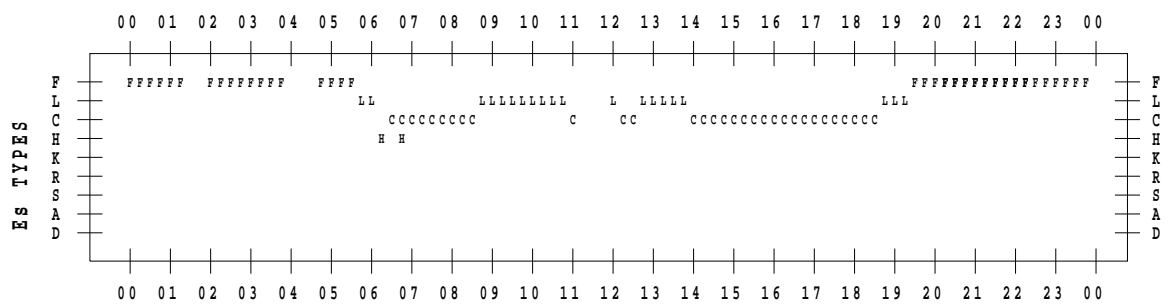 00 01 02 03 04 05 06 07 08 09 10 11 12 13 14 15 16 17 18 19 20 21 22 23 00
Es TYPES
F FFFFFF FFFFFFFF FFFF FFFFFFFFFFFFFFFFFF F
L LL LLLLLLLLL L LLLLL LLL L
C CCCCCCCCC C CC CCCCCCCCCCCCCCCCCCC C
H H H H
K K
R R
S S
A A
D D
00 01 02 03 04 05 06 07 08 09 10 11 12 13 14 15 16 17 18 19 20 21 22 23 00